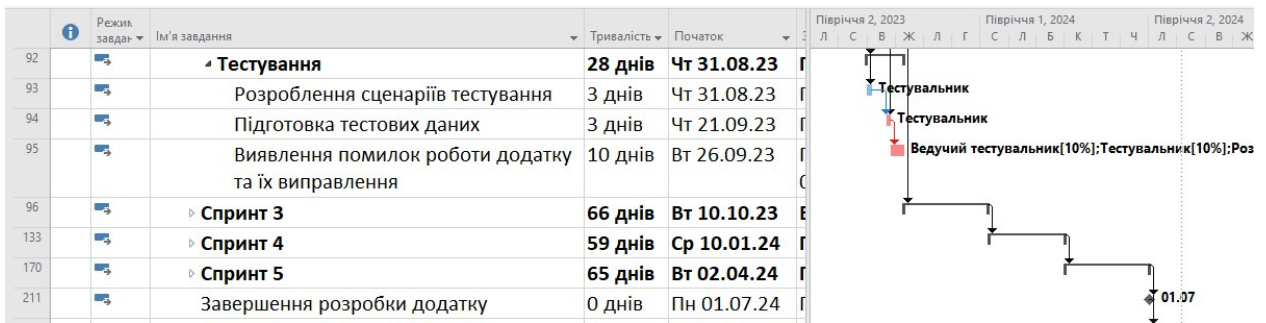 Режим завдан Ім'я завдання Тривалість Початок Півріччя 2, 2023 Півріччя 1, 2024 Півріччя 2, 2024
Л С В Ж Л Г С Л Б К Т Ч Л С В Ж
92 Тестування 28 днів Чт 31.08.23
93 Розроблення сценаріїв тестування 3 днів Чт 31.08.23 Тестувальник
94 Підготовка тестових даних 3 днів Чт 21.09.23 Тестувальник
95 Виявлення помилок роботи додатку 10 днів Вт 26.09.23 Ведучий тестувальник[10%];Тестувальник[10%];Роз
та їх виправлення
96 Спринт 3 66 днів Вт 10.10.23
133 Спринт 4 59 днів Ср 10.01.24
170 Спринт 5 65 днів Вт 02.04.24
211 Завершення розробки додатку 0 днів Пн 01.07.24 01.07